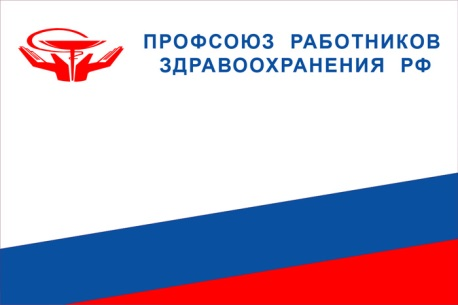 ПРОФСОЮЗ РАБОТНИКОВ
ЗДРАВООХРАНЕНИЯ РФ